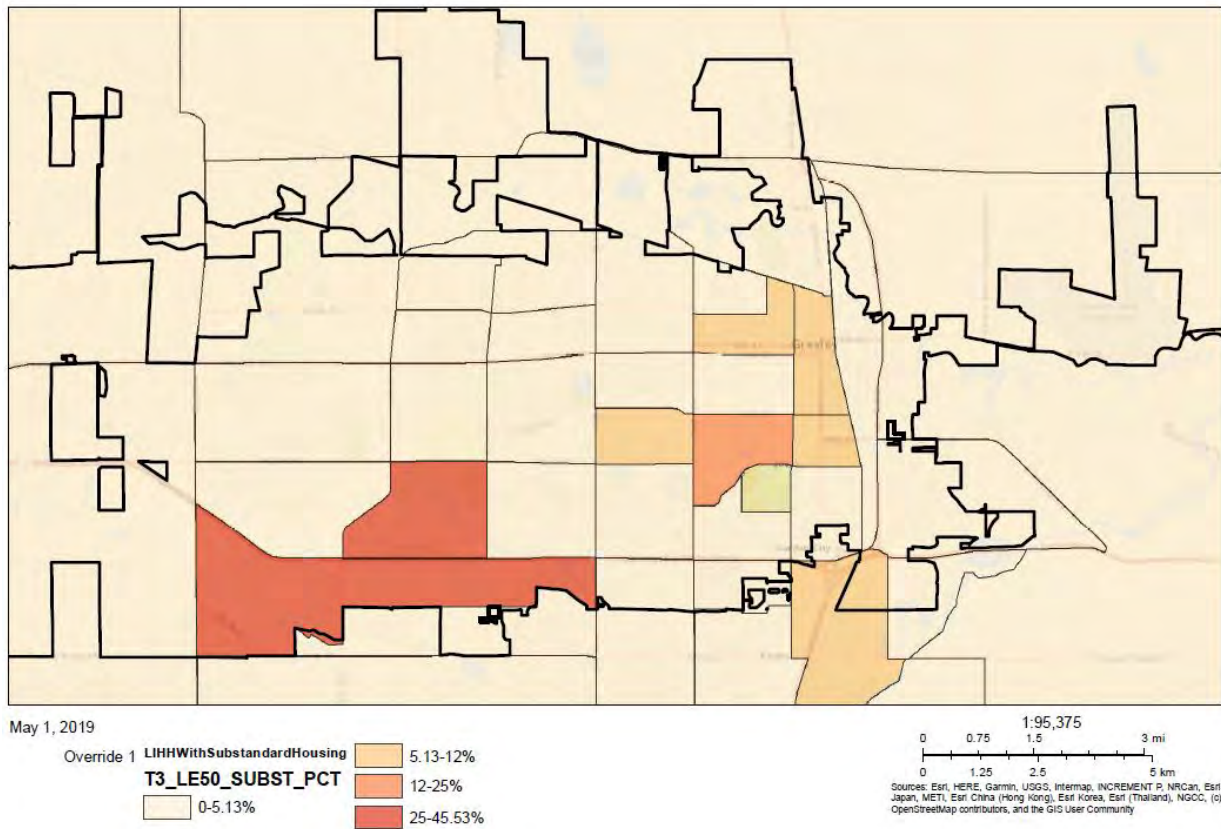 Greeley
May 1, 2019
Override 1 LIHHWithSubstandardHousing
T3_LE50_SUBST_PCT
0-5.13%
5.13-12%
12-25%
25-45.53%
1:95,375
0 0.75 1.5 3 mi
0 1.25 2.5 5 km
Sources: Esri, HERE, Garmin, USGS, Intermap, INCREMENT P, NRCan, Esri
Japan, METI, Esri China (Hong Kong), Esri Korea, Esri (Thailand), NGCC, (c)
OpenStreetMap contributors, and the GIS User Community